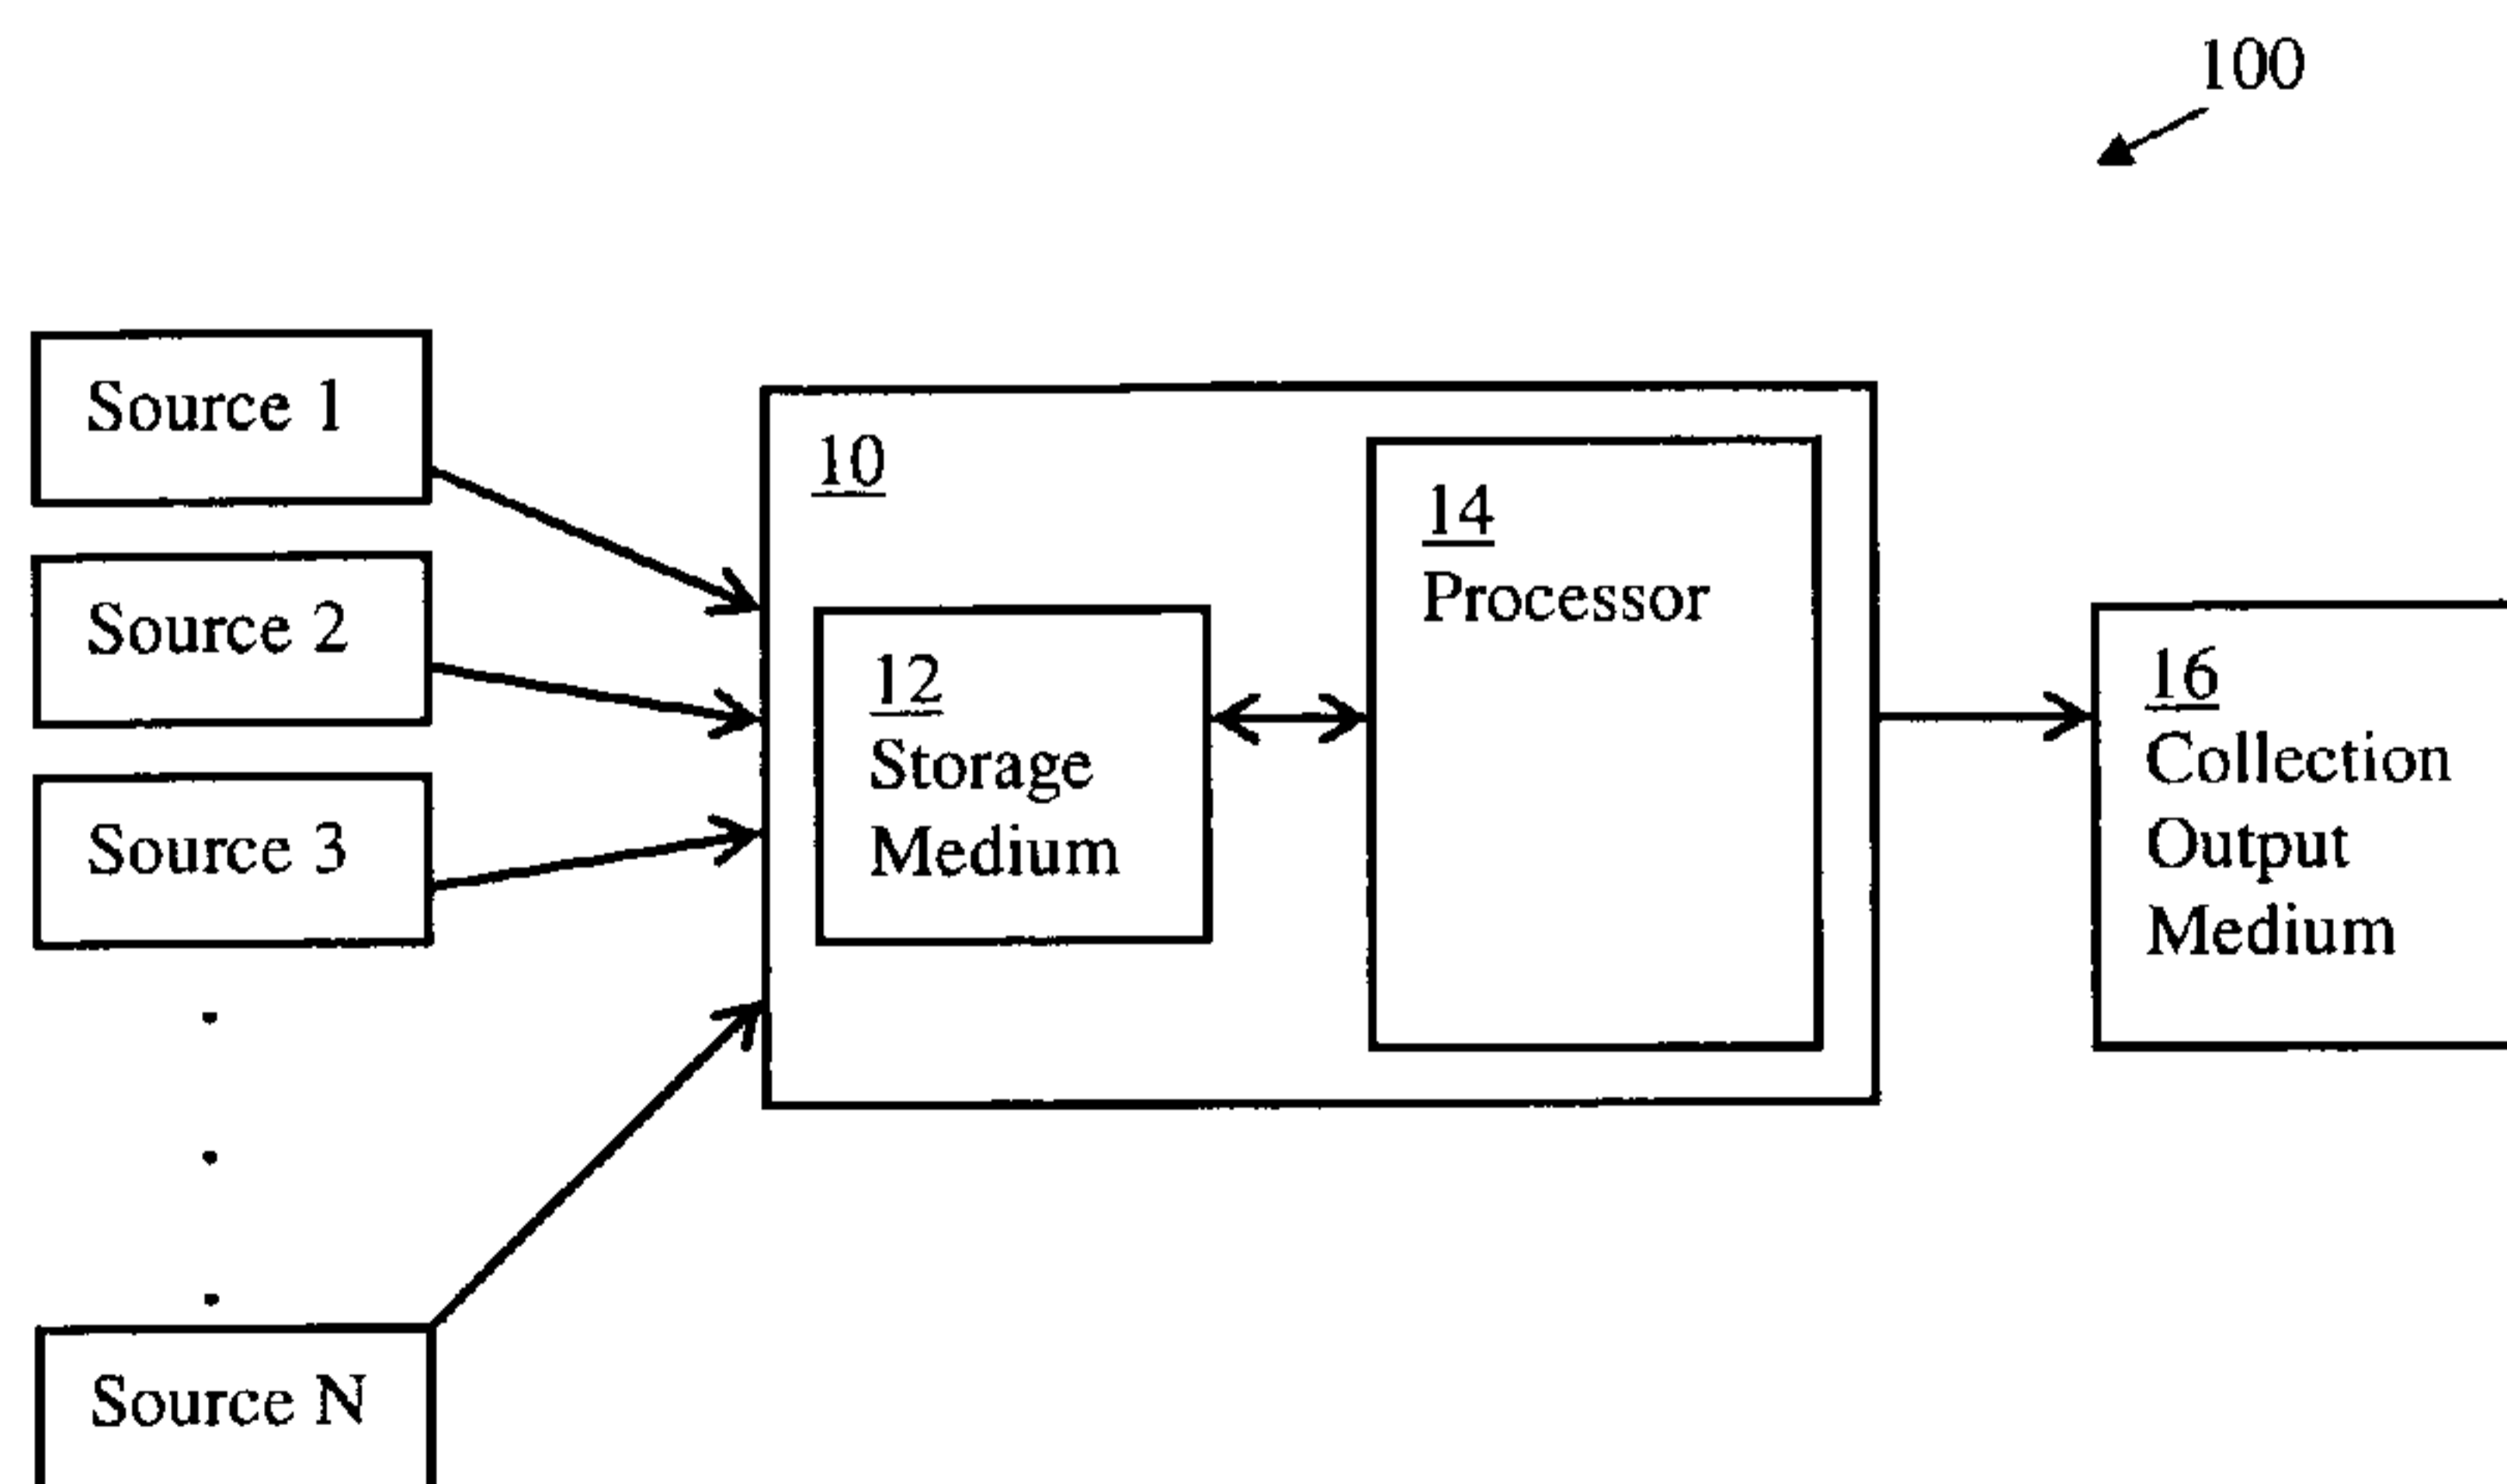 100
Source 1
Source 2
Source 3
Source N
10
12
Storage
Medium
14
Processor
16
Collection
Output
Medium